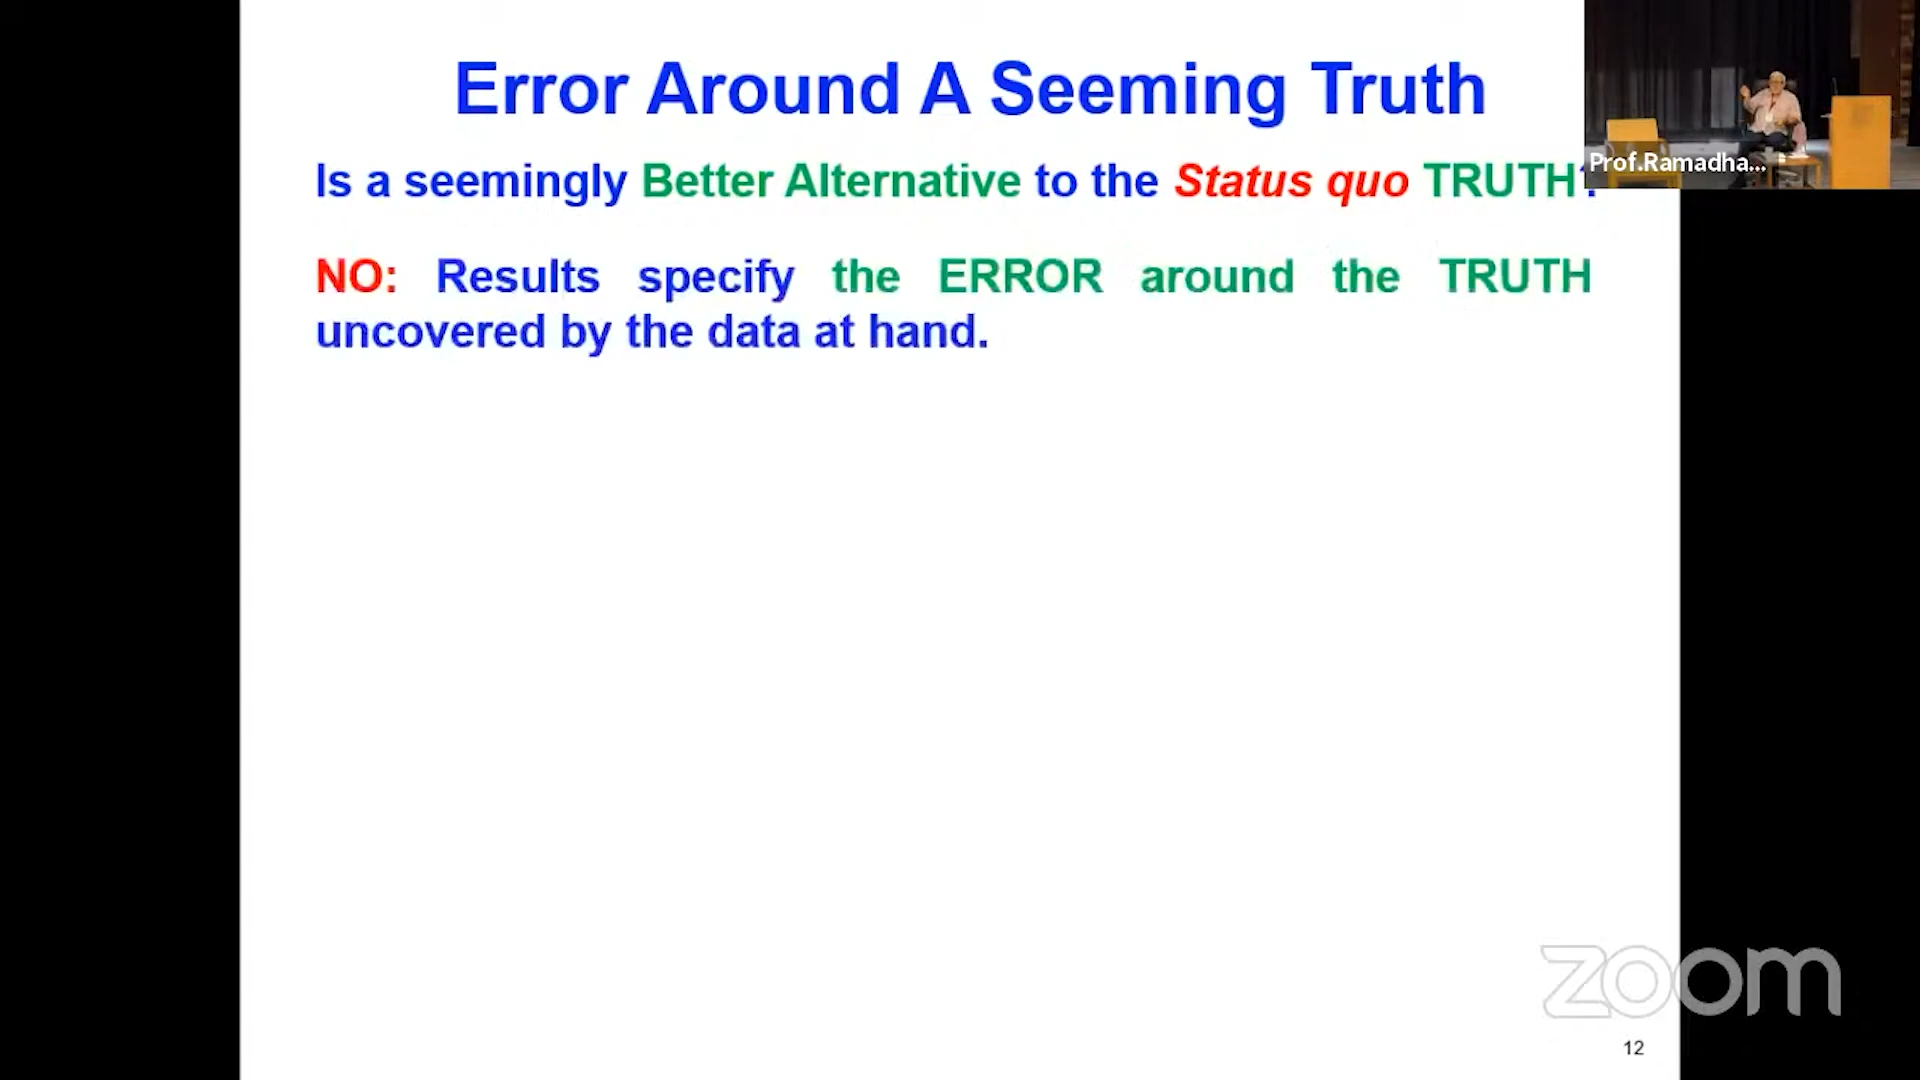 Error Around A Seeming Truth
Is a seemingly Better Alternative to the Status quo TRUTH?
NO: Results specify the ERROR around the TRUTH
uncovered by the data at hand.
Prof.Ramadha...
zoom
12